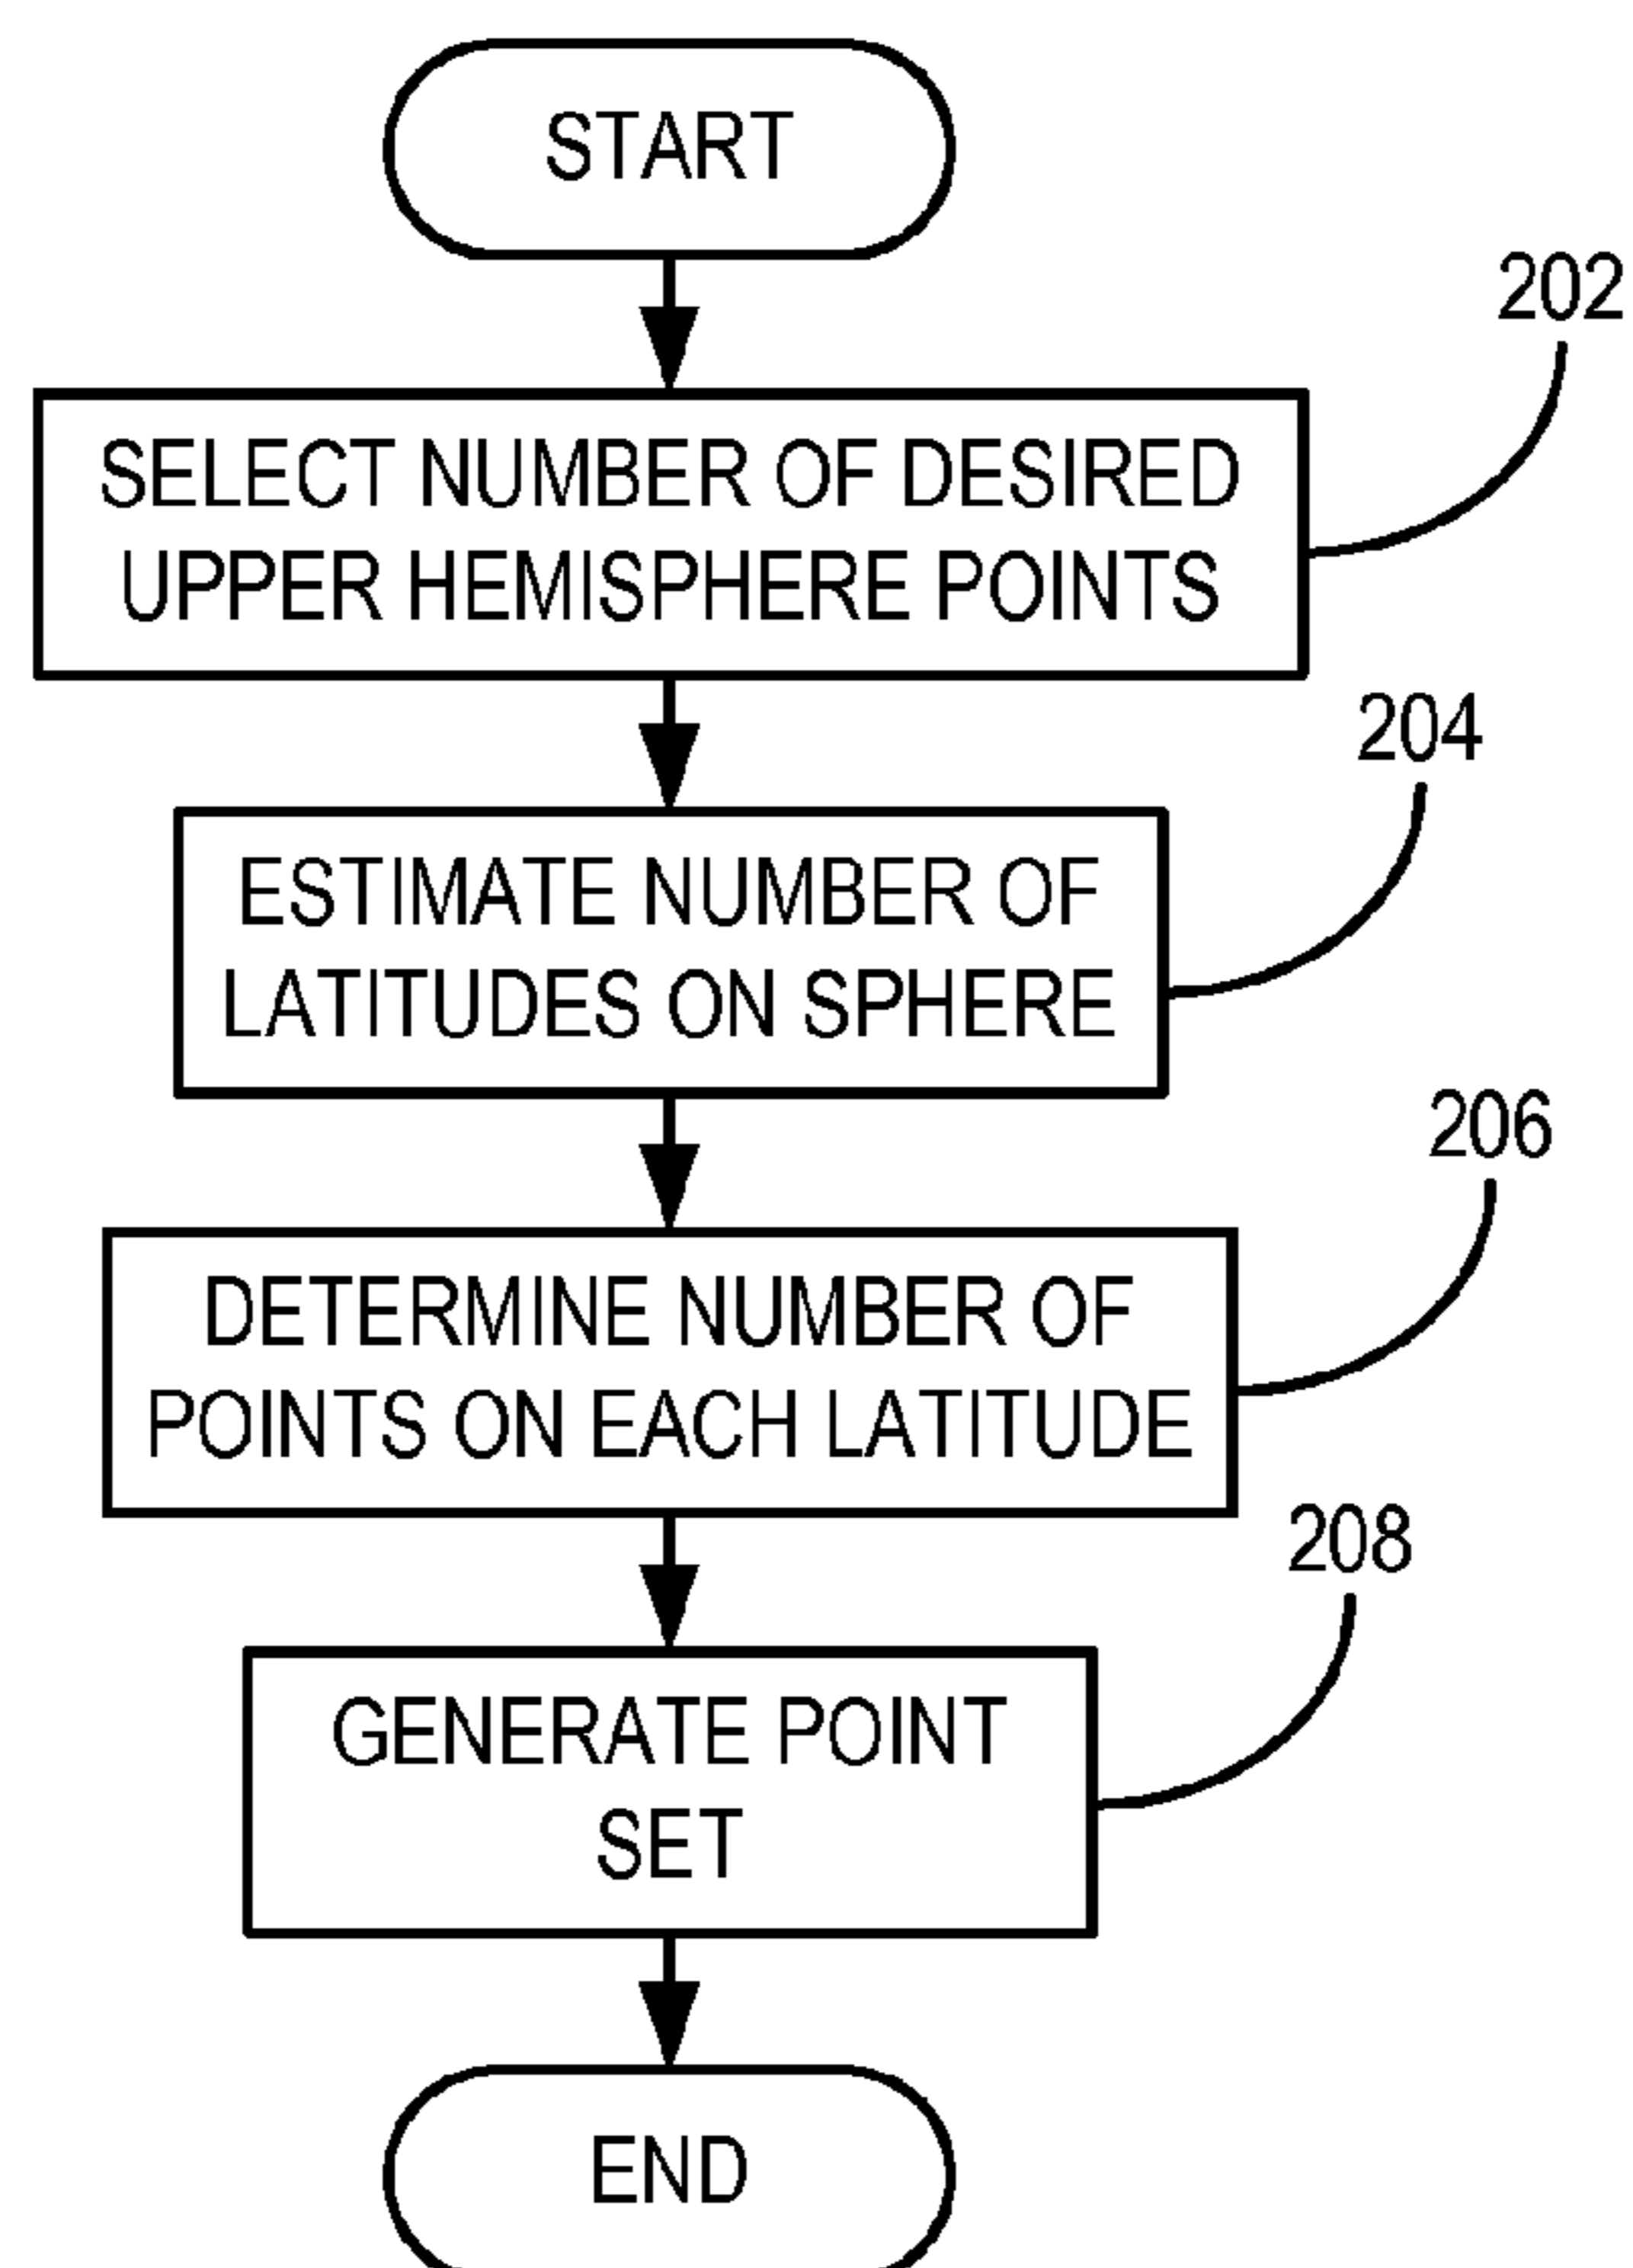 START
202
SELECT NUMBER OF DESIRED
UPPER HEMISPHERE POINTS
204
ESTIMATE NUMBER OF
LATITUDES ON SPHERE
206
DETERMINE NUMBER OF
POINTS ON EACH LATITUDE
208
GENERATE POINT
SET
END